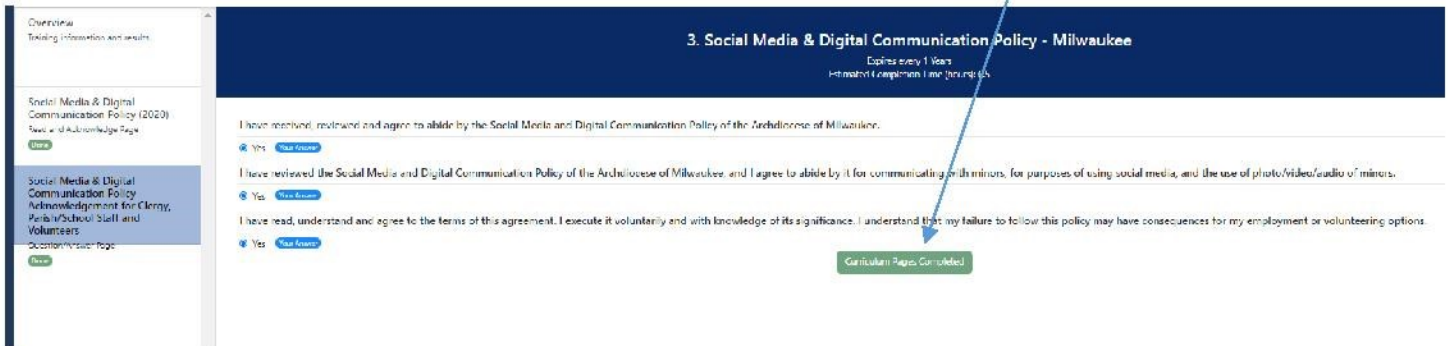 Overview
Training information and results
Social Media & Digital
Communication Policy (2020)
Read and Acknowledge Page
Done
Social Media & Digital
Communication Policy
Acknowledgement for Clergy,
Parish/School Staff and
Volunteers
Question/Answer Page
Done
3. Social Media & Digital Communication Policy - Milwaukee
Expires every 1 Years
Estimated Completion Time (hours):
I have received, reviewed and agree to abide by the Social Media and Digital Communication Policy of the Archdiocese of Milwaukee.
Yes Your Answer
I have reviewed the Social Media and Digital Communication Policy of the Archdiocese of Milwaukee, and I agree to abide by it for communicating with minors, for purposes of using social media, and the use of photo/video/audio of minors.
Yes Your Answer
I have read, understand and agree to the terms of this agreement. I execute it voluntarily and with knowledge of its significance. I understand that my failure to follow this policy may have consequences for my employment or volunteering options.
Yes Your Answer
Curriculum Pages Completed